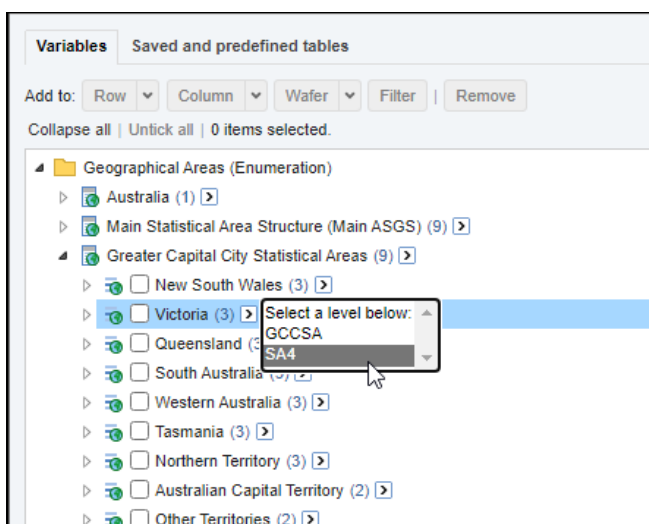 Variables Saved and predefined tables
Add to: Row Column Wafer Filter | Remove
Collapse all | Untick all | 0 items selected.
Geographical Areas (Enumeration)
Australia (1)
Main Statistical Area Structure (Main ASGS) (9)
Greater Capital City Statistical Areas (9)
New South Wales (3)
Victoria (3)
Select a level below:
GCCSA
SA4
Queensland (3
South Australia (3)
Western Australia (3)
Tasmania (3)
Northern Territory (3)
Australian Capital Territory (2)
Other Territories (2)